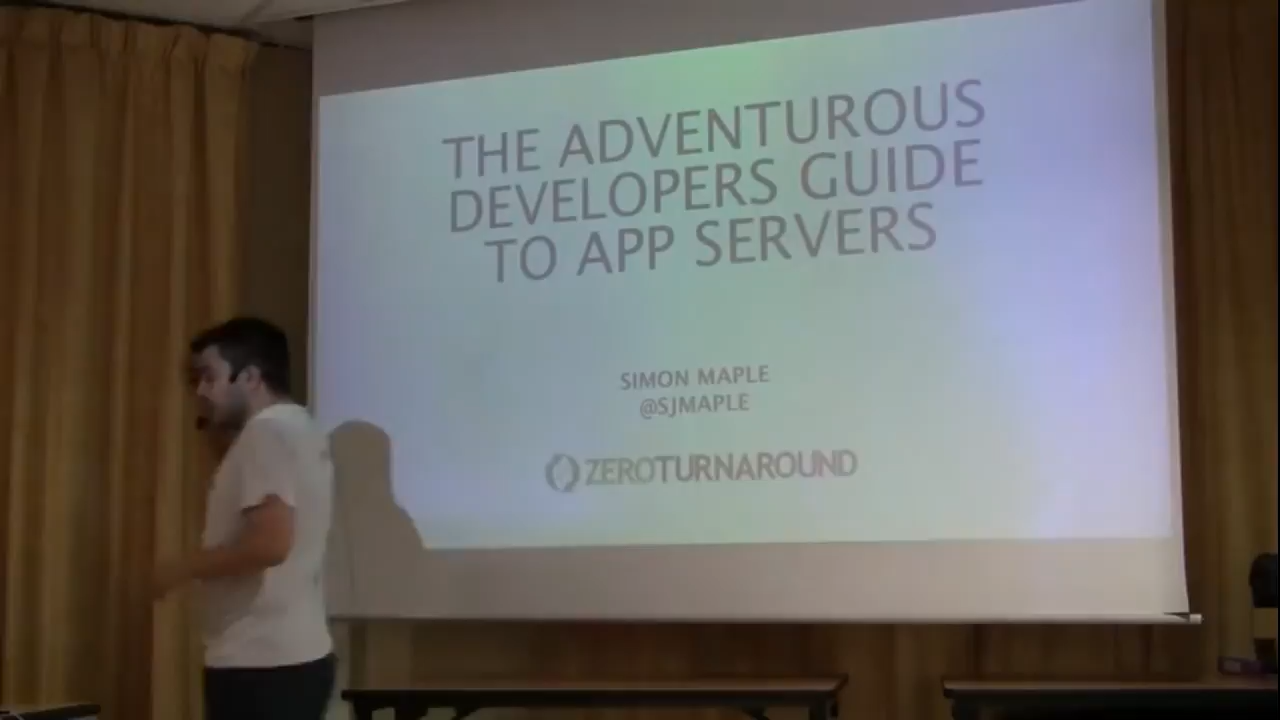 THE ADVENTUROUS
DEVELOPERS GUIDE
TO APP SERVERS
SIMON MAPLE
@SJMAPLE
ZEROTURNAROUND